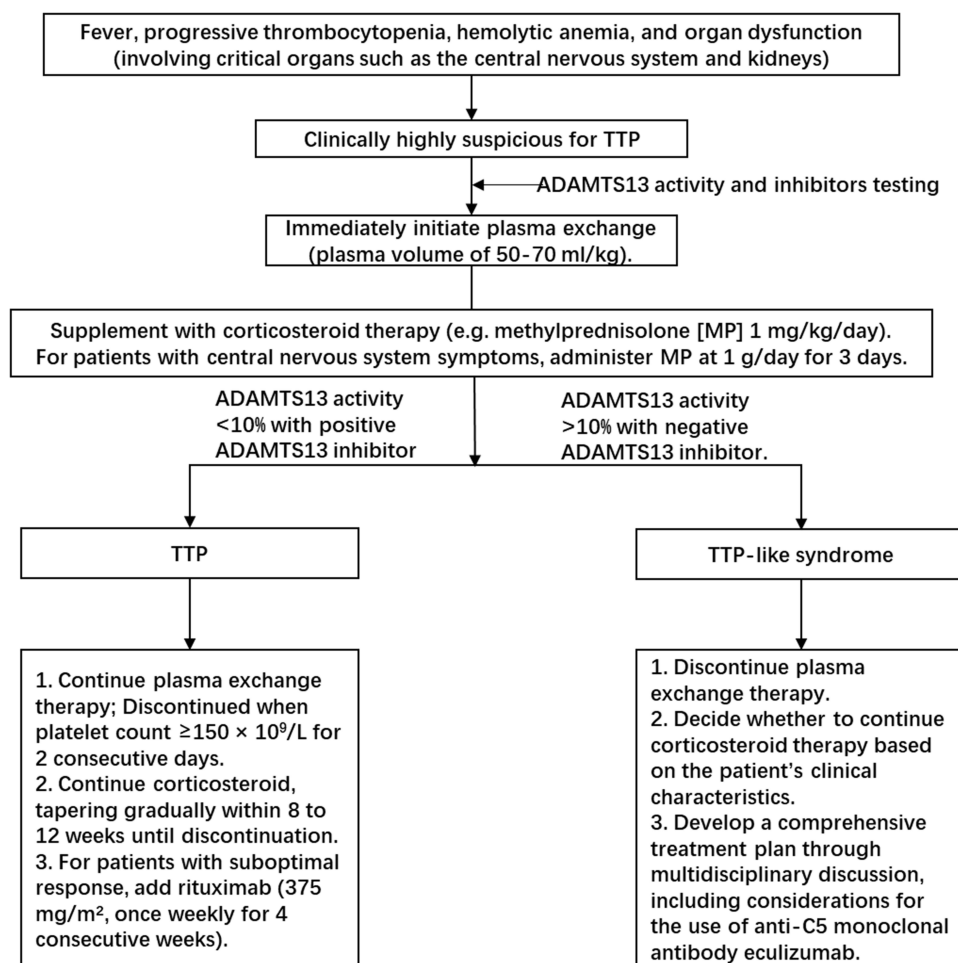 Fever, progressive thrombocytopenia, hemolytic anemia, and organ dysfunction
(involving critical organs such as the central nervous system and kidneys)
Clinically highly suspicious for TTP
ADAMTS13 activity and inhibitors testing
Immediately initiate plasma exchange
(plasma volume of 50-70 ml/kg).
Supplement with corticosteroid therapy (e.g. methylprednisolone [MP] 1 mg/kg/day).
For patients with central nervous system symptoms, administer MP at 1 g/day for 3 days.
ADAMTS13 activity
<10% with positive
ADAMTS13 inhibitor
ADAMTS13 activity
>10% with negative
ADAMTS13 inhibitor.
TTP
TTP-like syndrome
1. Continue plasma exchange
therapy; Discontinued when
platelet count ≥150 × 10⁹/L for
2 consecutive days.
2. Continue corticosteroid,
tapering gradually within 8 to
12 weeks until discontinuation.
3. For patients with suboptimal
response, add rituximab (375
mg/m², once weekly for 4
consecutive weeks).
1. Discontinue plasma
exchange therapy.
2. Decide whether to continue
corticosteroid therapy based
on the patient's clinical
characteristics.
3. Develop a comprehensive
treatment plan through
multidisciplinary discussion,
including considerations for
the use of anti-C5 monoclonal
antibody eculizumab.